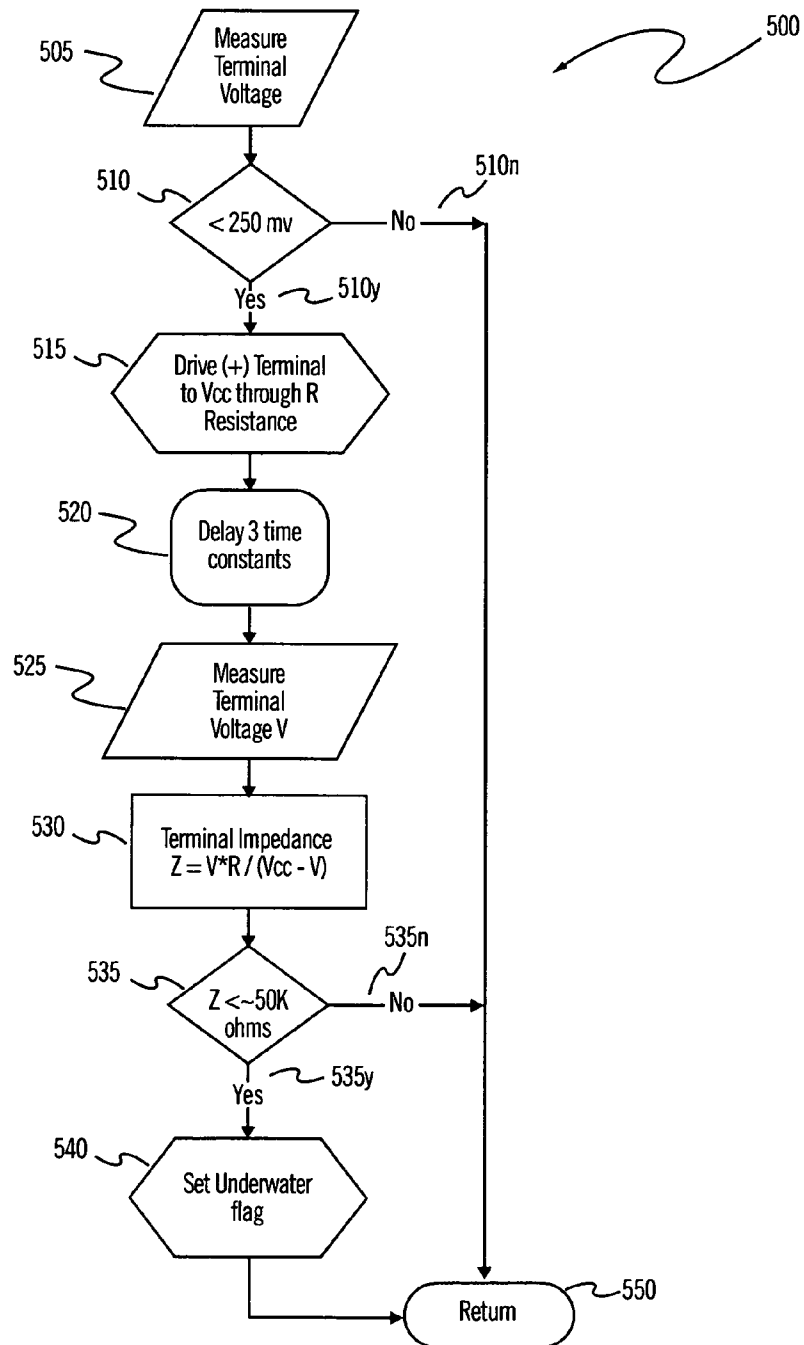 500
505
Measure
Terminal
Voltage
510
510n
< 250 mv
No
Yes
510y
515
Drive (+) Terminal
to Vcc through R
Resistance
520
Delay 3 time
constants
525
Measure
Terminal
Voltage V
530
Terminal Impedance
Z = V*R / (Vcc - V)
535
535n
Z <~50K
ohms
No
Yes
535y
540
Set Underwater
flag
550
Return